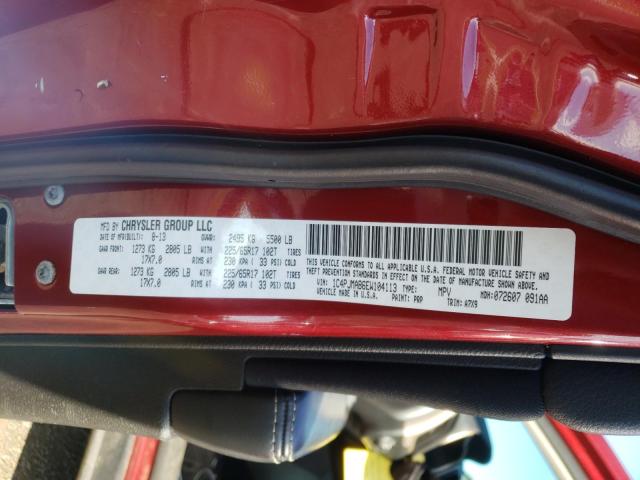 MFD BY CHRYSLER GROUP LLC
DATE OF MFR(BUILT): 8-13 GVWR: 2495 KG 5500 LB
GAWR FRONT: 1273 KG 2805 LB WITH 225/65R17 102T TIRES
17X7.0 RIMS AT 230 KPA ( 33 PSI) COLD
GAWR REAR: 1273 KG 2805 LB WITH 225/65R17 102T TIRES
17X7.0 RIMS AT 230 KPA ( 33 PSI) COLD
THIS VEHICLE CONFORMS TO ALL APPLICABLE U.S.A. FEDERAL MOTOR VEHICLE SAFETY,
BUMPER, AND THEFT PREVENTION STANDARDS IN EFFECT ON THE DATE OF
MANUFACTURE SHOWN ABOVE.
VIN: 1C4PJMAB6EW104113 TYPE: MPV MDH: 072607 091AA
VEHICLE MADE IN U.S.A. PAINT: PRP TRIM: A7X9